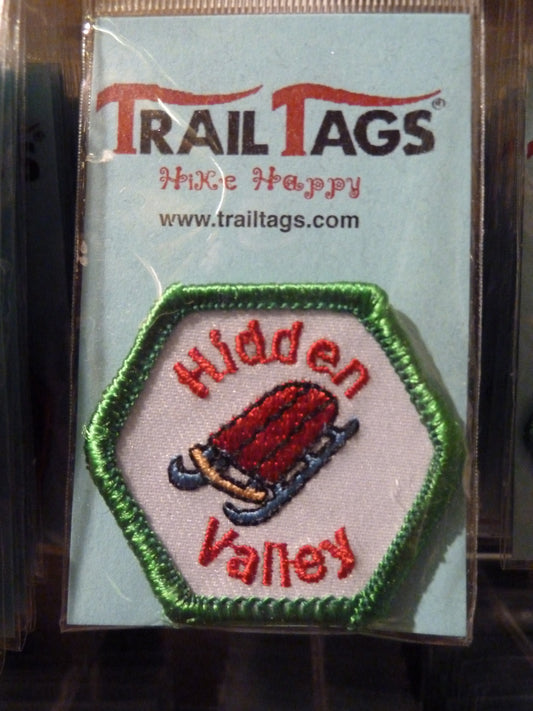 TRAIL TAGS®
Hike Happy
www.trailtags.com
Hidden
Valley